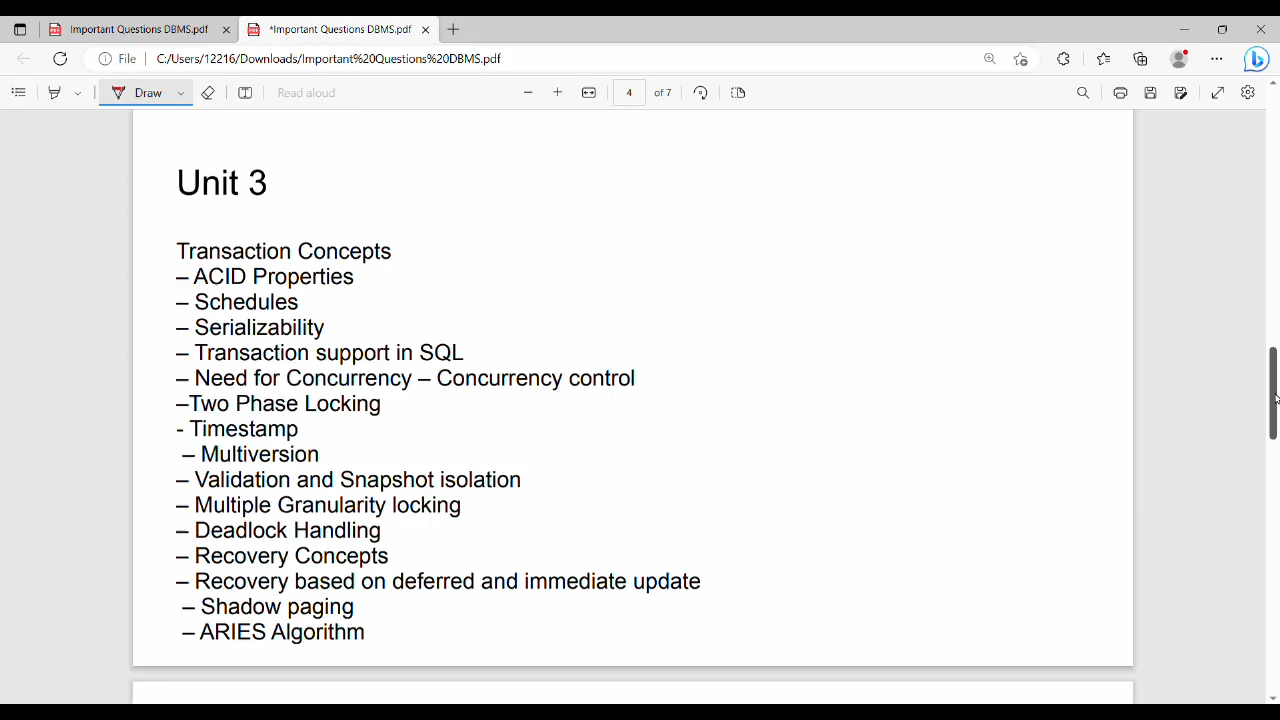 Important Questions DBMS.pdf
*Important Questions DBMS.pdf
File
C:/Users/12216/Downloads/Important%20Questions%20DBMS.pdf
Draw
Read aloud
4
of 7
Unit 3
Transaction Concepts
– ACID Properties
– Schedules
– Serializability
– Transaction support in SQL
– Need for Concurrency – Concurrency control
–Two Phase Locking
- Timestamp
– Multiversion
– Validation and Snapshot isolation
– Multiple Granularity locking
– Deadlock Handling
– Recovery Concepts
– Recovery based on deferred and immediate update
– Shadow paging
– ARIES Algorithm